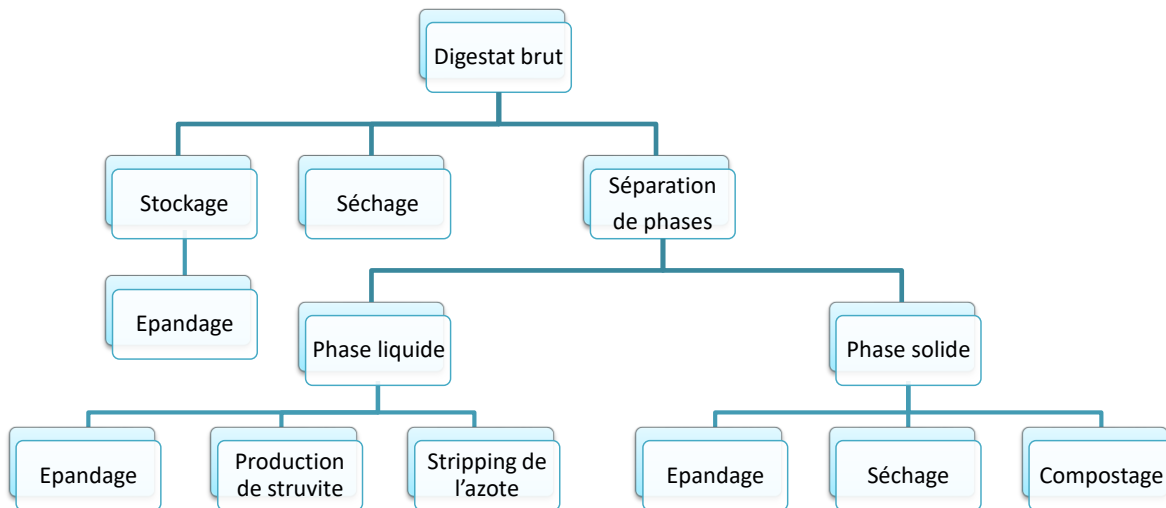 Digestat brut
Stockage
Séchage
Séparation
de phases
Epandage
Phase liquide
Phase solide
Epandage
Production
de struvite
Stripping de
l'azote
Epandage
Séchage
Compostage